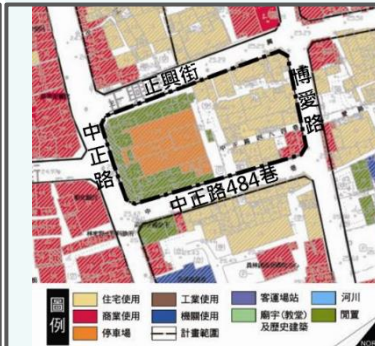 正興街
博愛路
中正路
中正路484巷
圖例
住宅使用 工業使用 客運場站 河川
商業使用 機關使用 廟宇(教堂)及歷史建築 閒置
停車場 計畫範圍
NOR